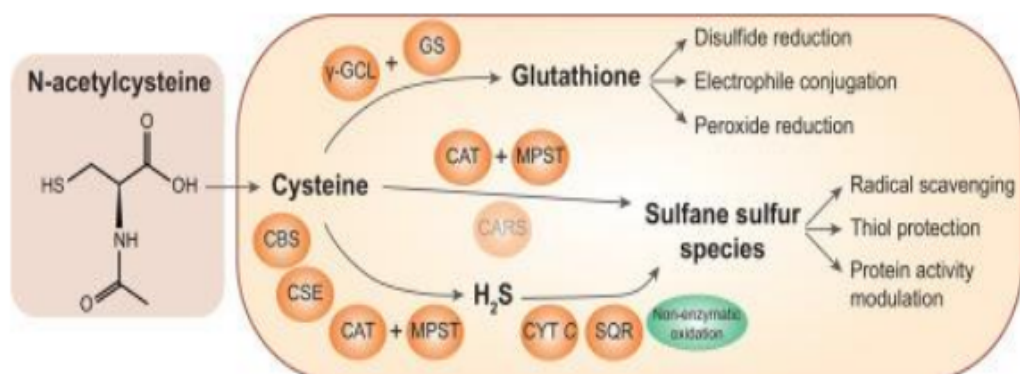 N-acetylcysteine
O
HS
OH
NH
O
γ-GCL + GS
Cysteine
Glutathione
Disulfide reduction
Electrophile conjugation
Peroxide reduction
CAT + MPST
CARS
Sulfane sulfur
species
Radical scavenging
Thiol protection
Protein activity
modulation
CBS
CSE
CAT + MPST
H₂S
CYT C
SQR
Non-enzymatic
oxidation